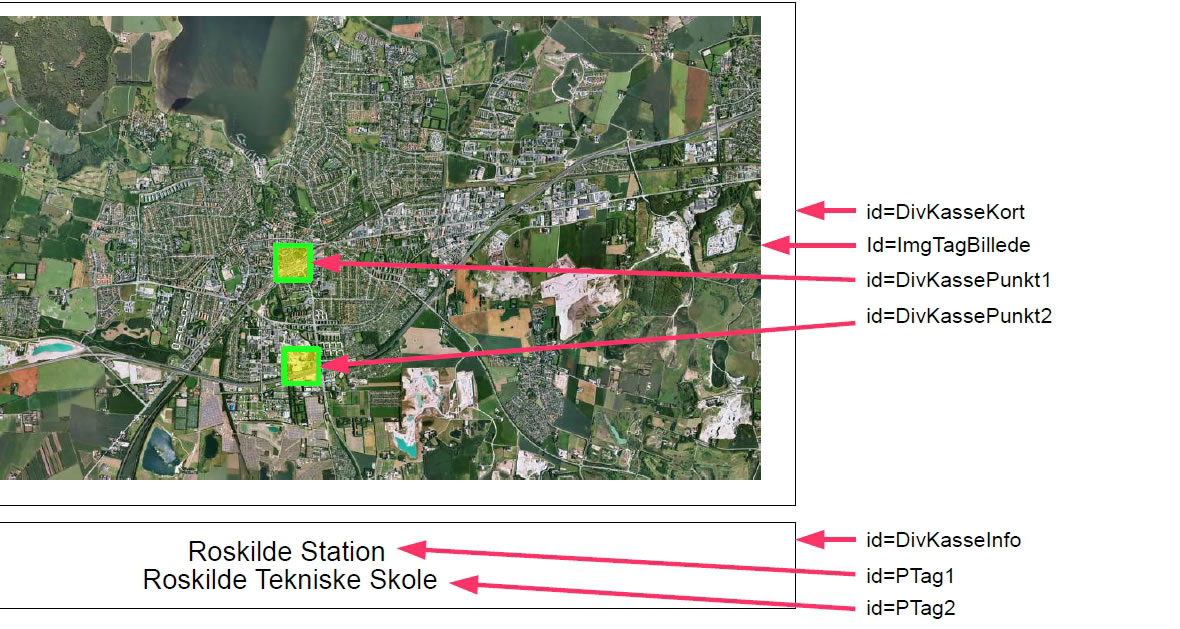 id=DivKasseKort
Id=ImgTagBillede
id=DivKassePunkt1
id=DivKassePunkt2
Roskilde Station
Roskilde Tekniske Skole
id=DivKasseInfo
id=PTag1
id=PTag2